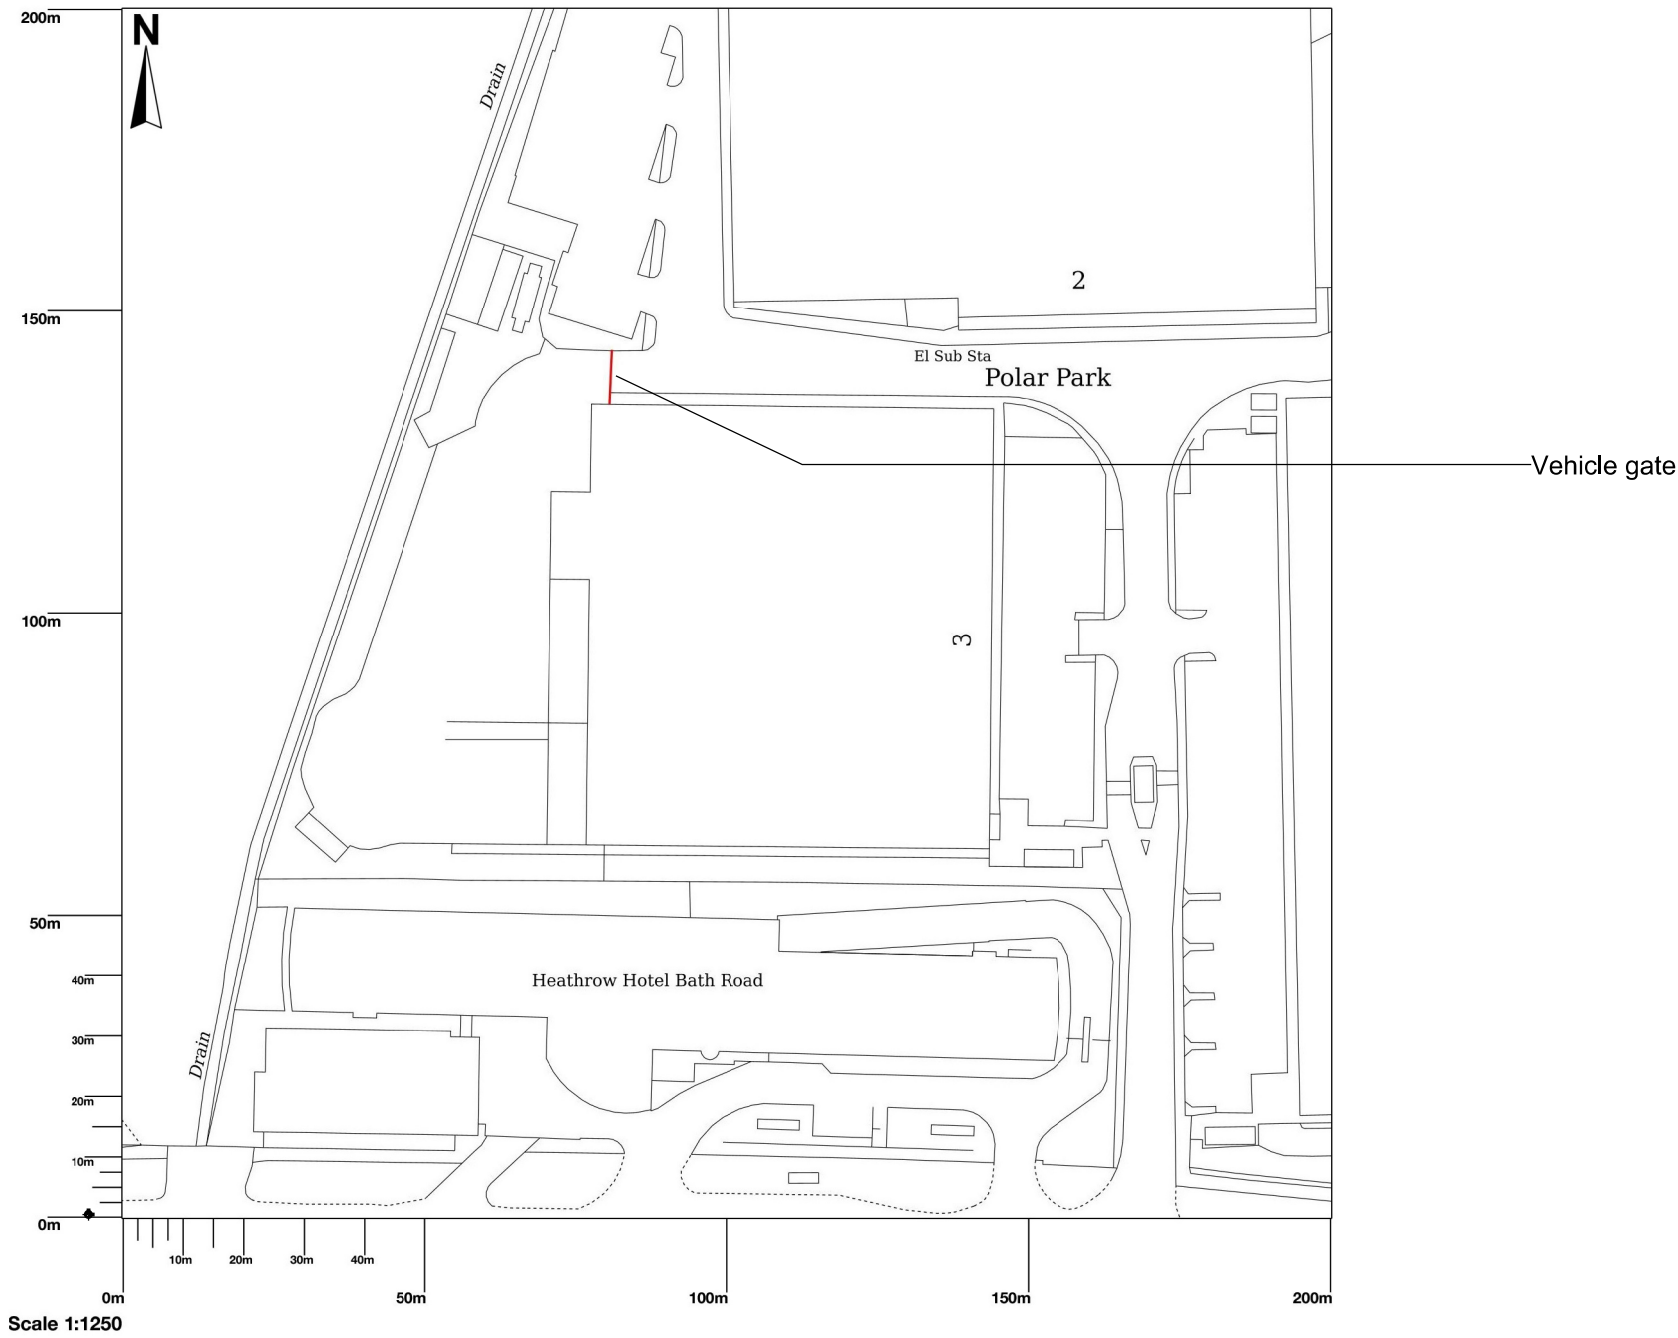 200m
N
Drain
2
150m
El Sub Sta
Polar Park
Vehicle gate
100m
3
50m
40m
Heathrow Hotel Bath Road
30m
Drain
20m
10m
0m
10m 20m 30m 40m
0m 50m 100m 150m 200m
Scale 1:1250